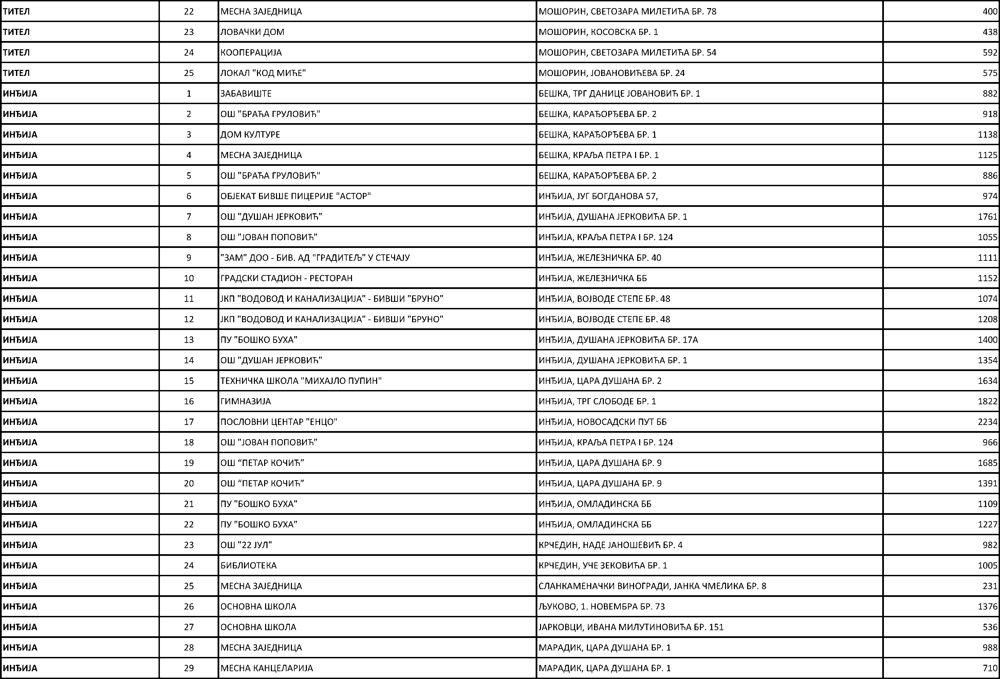 ТИТЕЛ 22 МЕСНА ЗАЈЕДНИЦА МОШОРИН, СВЕТОЗАРА МИЛЕТИЋА БР. 78 400
ТИТЕЛ 23 ЛОВАЧКИ ДОМ МОШОРИН, КОСОВСКА БР. 1 438
ТИТЕЛ 24 КООПЕРАЦИЈА МОШОРИН, СВЕТОЗАРА МИЛЕТИЋА БР. 54 592
ТИТЕЛ 25 ЛОКАЛ "КОД МИЋЕ" МОШОРИН, ЈОВАНОВИЋЕВА БР. 24 575
ИНЂИЈА 1 ЗАБАВИШТЕ БЕШКА, ТРГ ДАНИЦЕ ЈОВАНОВИЋ БР. 1 882
ИНЂИЈА 2 ОШ "БРАЋА ГРУЛОВИЋ" БЕШКА, КАРАЂОРЂЕВА БР. 2 918
ИНЂИЈА 3 ДОМ КУЛТУРЕ БЕШКА, КАРАЂОРЂЕВА БР. 1 1138
ИНЂИЈА 4 МЕСНА ЗАЈЕДНИЦА БЕШКА, КРАЉА ПЕТРА I БР. 1 1125
ИНЂИЈА 5 ОШ "БРАЋА ГРУЛОВИЋ" БЕШКА, КАРАЂОРЂЕВА БР. 2 886
ИНЂИЈА 6 ОБЈЕКАТ БИВШЕ ПИЦЕРИЈЕ "АСТОР" ИНЂИЈА, ЈУГ БОГДАНОВА 57, 974
ИНЂИЈА 7 ОШ "ДУШАН ЈЕРКОВИЋ" ИНЂИЈА, ДУШАНА ЈЕРКОВИЋА БР. 1 1761
ИНЂИЈА 8 ОШ "ЈОВАН ПОПОВИЋ" ИНЂИЈА, КРАЉА ПЕТРА I БР. 124 1055
ИНЂИЈА 9 "ЗАМ" ДОО - БИВ. АД "ГРАДИТЕЉ" У СТЕЧАЈУ ИНЂИЈА, ЖЕЛЕЗНИЧКА БР. 40 1111
ИНЂИЈА 10 ГРАДСКИ СТАДИОН - РЕСТОРАН ИНЂИЈА, ЖЕЛЕЗНИЧКА ББ 1152
ИНЂИЈА 11 ЈКП "ВОДОВОД И КАНАЛИЗАЦИЈА" - БИВШИ "БРУНО" ИНЂИЈА, ВОЈВОДЕ СТЕПЕ БР. 48 1074
ИНЂИЈА 12 ЈКП "ВОДОВОД И КАНАЛИЗАЦИЈА" - БИВШИ "БРУНО" ИНЂИЈА, ВОЈВОДЕ СТЕПЕ БР. 48 1208
ИНЂИЈА 13 ПУ "БОШКО БУХА" ИНЂИЈА, ДУШАНА ЈЕРКОВИЋА БР. 17А 1400
ИНЂИЈА 14 ОШ "ДУШАН ЈЕРКОВИЋ" ИНЂИЈА, ДУШАНА ЈЕРКОВИЋА БР. 1 1354
ИНЂИЈА 15 ТЕХНИЧКА ШКОЛА "МИХАЈЛО ПУПИН" ИНЂИЈА, ЦАРА ДУШАНА БР. 2 1634
ИНЂИЈА 16 ГИМНАЗИЈА ИНЂИЈА, ТРГ СЛОБОДЕ БР. 1 1822
ИНЂИЈА 17 ПОСЛОВНИ ЦЕНТАР "ЕНЦО" ИНЂИЈА, НОВОСАДСКИ ПУТ ББ 2234
ИНЂИЈА 18 ОШ "ЈОВАН ПОПОВИЋ" ИНЂИЈА, КРАЉА ПЕТРА I БР. 124 966
ИНЂИЈА 19 ОШ “ПЕТАР КОЧИЋ” ИНЂИЈА, ЦАРА ДУШАНА БР. 9 1685
ИНЂИЈА 20 ОШ “ПЕТАР КОЧИЋ” ИНЂИЈА, ЦАРА ДУШАНА БР. 9 1391
ИНЂИЈА 21 ПУ "БОШКО БУХА" ИНЂИЈА, ОМЛАДИНСКА ББ 1109
ИНЂИЈА 22 ПУ "БОШКО БУХА" ИНЂИЈА, ОМЛАДИНСКА ББ 1227
ИНЂИЈА 23 ОШ "22 ЈУЛ" КРЧЕДИН, НАДЕ ЈАНОШЕВИЋ БР. 4 982
ИНЂИЈА 24 БИБЛИОТЕКА КРЧЕДИН, УЧЕ ЗЕКОВИЋА БР. 1 1005
ИНЂИЈА 25 МЕСНА ЗАЈЕДНИЦА СЛАНКАМЕНАЧКИ ВИНОГРАДИ, ЈАНКА ЧМЕЛИКА БР. 8 231
ИНЂИЈА 26 ОСНОВНА ШКОЛА ЉУКОВО, 1. НОВЕМБРА БР. 73 1376
ИНЂИЈА 27 ОСНОВНА ШКОЛА ЈАРКОВЦИ, ИВАНА МИЛУТИНОВИЋА БР. 151 536
ИНЂИЈА 28 МЕСНА ЗАЈЕДНИЦА МАРАДИК, ЦАРА ДУШАНА БР. 1 988
ИНЂИЈА 29 МЕСНА КАНЦЕЛАРИЈА МАРАДИК, ЦАРА ДУШАНА БР. 1 710